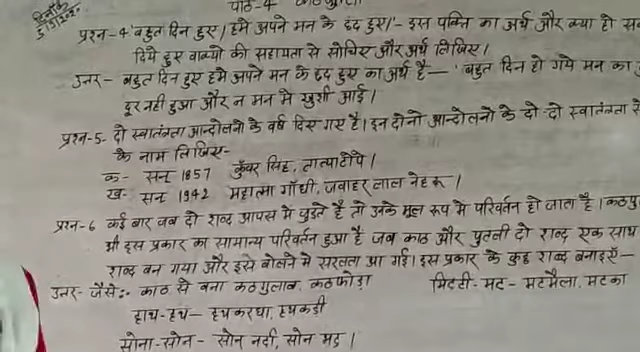 दिनाँक
5/5/2020
पाठ-4 कठपुतली
प्रश्न-4 'बहुत दिन हुए / हमें अपने मन के छंद छुए।'- इस पंक्ति का अर्थ और क्या हो
दिये हुए वाक्यो की सहायता से सोचिए और अर्थ लिखिए।
उत्तर- बहुत दिन हुए हमे अपने मन के छंद छुए का अर्थ है — 'बहुत दिन हो गये मन का
दूर नही हुआ और न मन मे खुशी आई।
प्रश्न-5- दो स्वातंत्रता आन्दोलनो के वर्ष दिए गए है। इन दोनो आन्दोलनो के दो-दो स्वातंत्रता
के नाम लिखिए-
क- सन् 1857 कुँवर सिंह, तात्याटोपे।
ख- सन् 1942 महात्मा गाँधी, जवाहर लाल नेहरू।
प्रश्न-6 कई बार जब दो शब्द आपस मे जुड़ते है तो उनके मूल रूप मे परिवर्तन हो जाता है। कठपु
भी इस प्रकार का सामान्य परिवर्तन हुआ है जब काठ और पुतली दो शब्द एक साथ
शब्द बन गया और इसे बोलने मे सरलता आ गई। इस प्रकार के कुछ शब्द बनाइएँ—
उत्तर- जैसे:- काठ से बना कठगुलाब, कठफोड़ा मिट्टी-मट- मटमैला, मटका
हाथ-हथ- हथकरघा, हथकड़ी
सोना-सोन- सोन नदी, सोन भद्र।